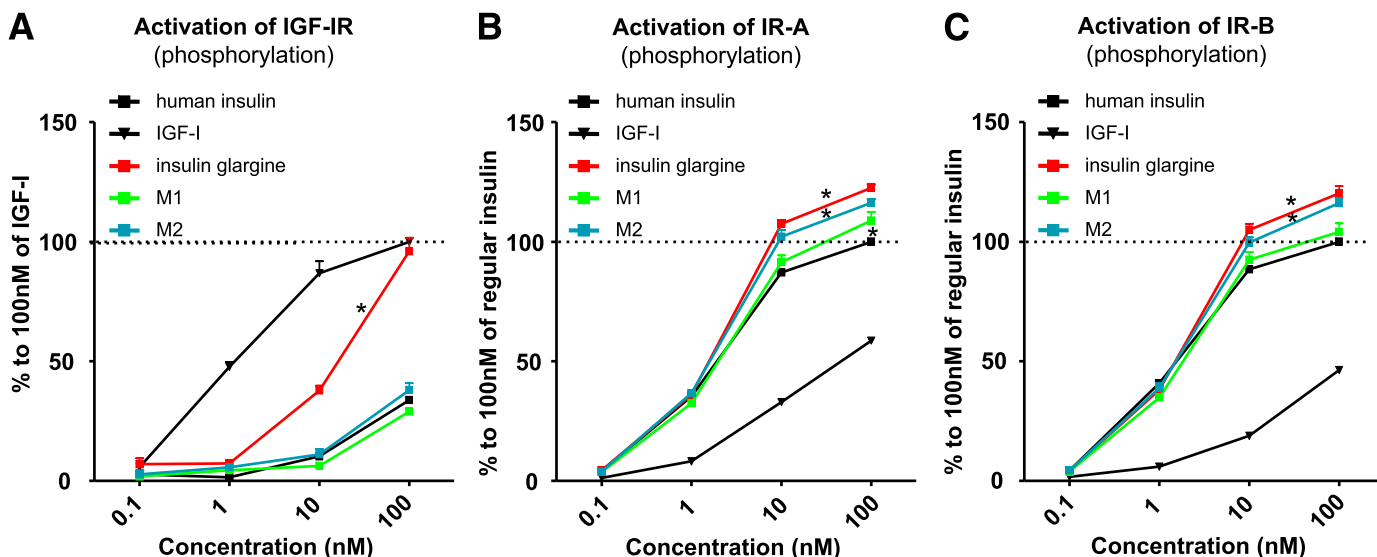 A
Activation of IGF-IR
(phosphorylation)
human insulin
IGF-I
insulin glargine
M1
M2
% to 100nM of IGF-I
150
100
50
0
*
0.1
1
10
100
Concentration (nM)
B
Activation of IR-A
(phosphorylation)
human insulin
IGF-I
insulin glargine
M1
M2
% to 100nM of regular insulin
150
100
50
0
*
*
*
0.1
1
10
100
Concentration (nM)
C
Activation of IR-B
(phosphorylation)
human insulin
IGF-I
insulin glargine
M1
M2
% to 100nM of regular insulin
150
100
50
0
*
*
0.1
1
10
100
Concentration (nM)